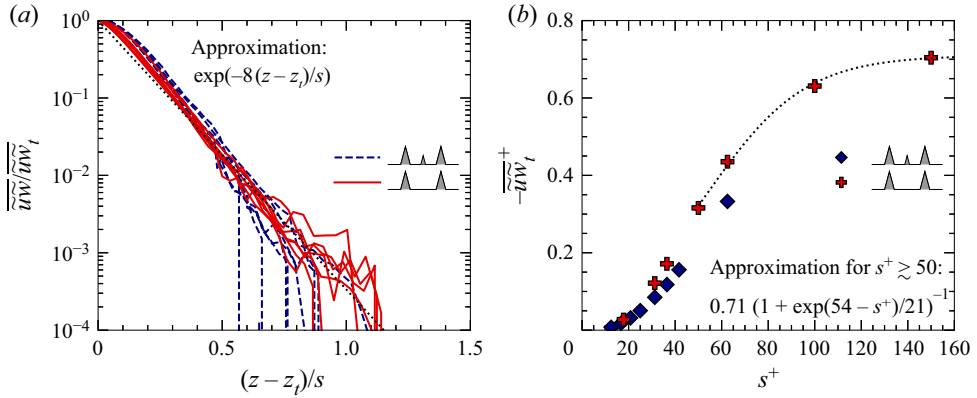 (a)
10⁰
10⁻¹
10⁻²
10⁻³
10⁻⁴
0
0.5
1.0
1.5
(z – z_t)/s
\overline{\widetilde{u}\widetilde{w}}/\overline{\widetilde{u}\widetilde{w}}_t
Approximation:
exp(–8 (z – z_t)/s)
(b)
0.8
0.6
0.4
0.2
0
20
40
60
80
100
120
140
160
s⁺
–\overline{\widetilde{u}\widetilde{w}}_t^+
Approximation for s⁺ ≳ 50:
0.71 (1 + exp(54 – s⁺)/21)⁻¹